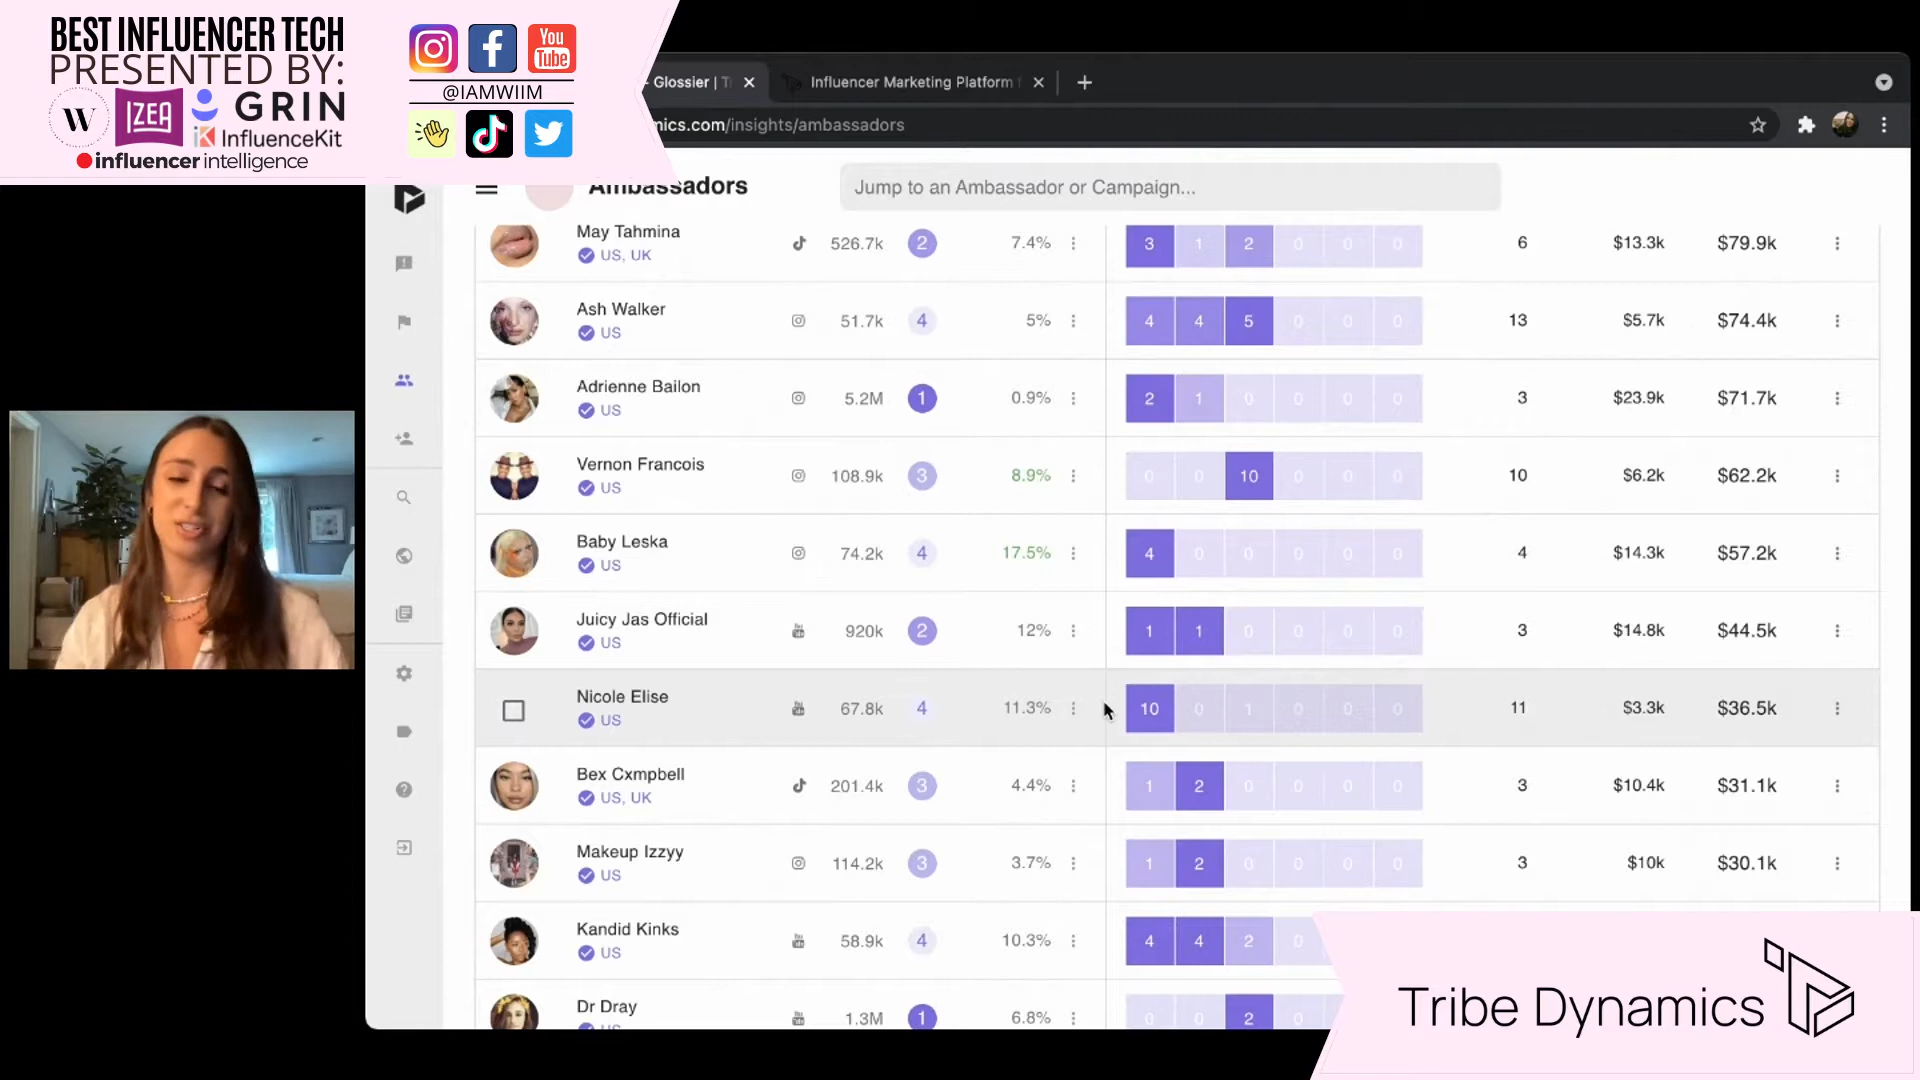 BEST INFLUENCER TECH
PRESENTED BY:
W
IZEA
GRIN
InfluenceKit
influencer intelligence
You
Tube
@IAMWIIM
Glossier | T
Influencer Marketing Platform
mics.com/insights/ambassadors
Ambassadors
Jump to an Ambassador or Campaign...
May Tahmina 526.7k 2 7.4% 3 1 2 0 0 0 6 $13.3k $79.9k
US, UK
Ash Walker 51.7k 4 5% 4 4 5 0 0 0 13 $5.7k $74.4k
US
Adrienne Bailon 5.2M 1 0.9% 2 1 0 0 0 0 3 $23.9k $71.7k
US
Vernon Francois 108.9k 3 8.9% 0 0 10 0 0 0 10 $6.2k $62.2k
US
Baby Leska 74.2k 4 17.5% 4 0 0 0 0 0 4 $14.3k $57.2k
US
Juicy Jas Official 920k 2 12% 1 1 0 0 0 0 3 $14.8k $44.5k
US
Nicole Elise 67.8k 4 11.3% 10 0 1 0 0 0 11 $3.3k $36.5k
US
Bex Cxmpbell 201.4k 3 4.4% 1 2 0 0 0 0 3 $10.4k $31.1k
US, UK
Makeup Izzyy 114.2k 3 3.7% 1 2 0 0 0 0 3 $10k $30.1k
US
Kandid Kinks 58.9k 4 10.3% 4 4 2 0
US
Dr Dray 1.3M 1 6.8% 0 0 2 0
US
Tribe Dynamics